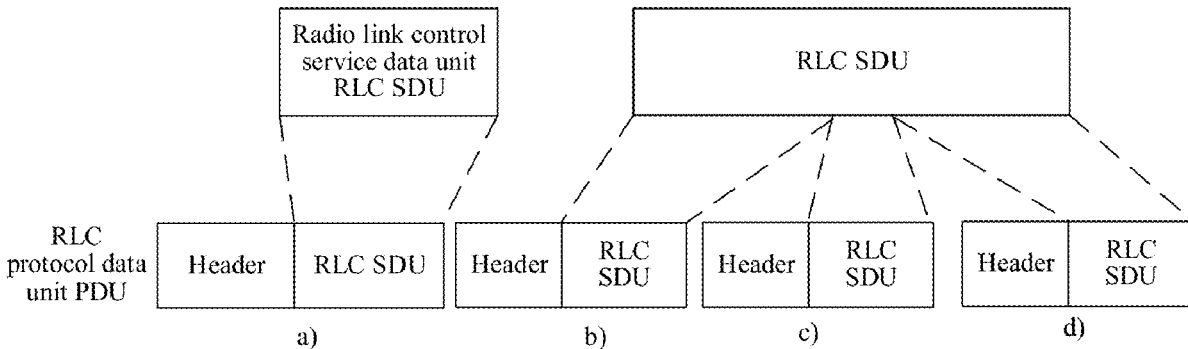 Radio link control
service data unit
RLC SDU
RLC SDU
RLC
protocol data
unit PDU
Header
RLC SDU
Header
RLC
SDU
Header
RLC
SDU
Header
RLC
SDU
a)
b)
c)
d)